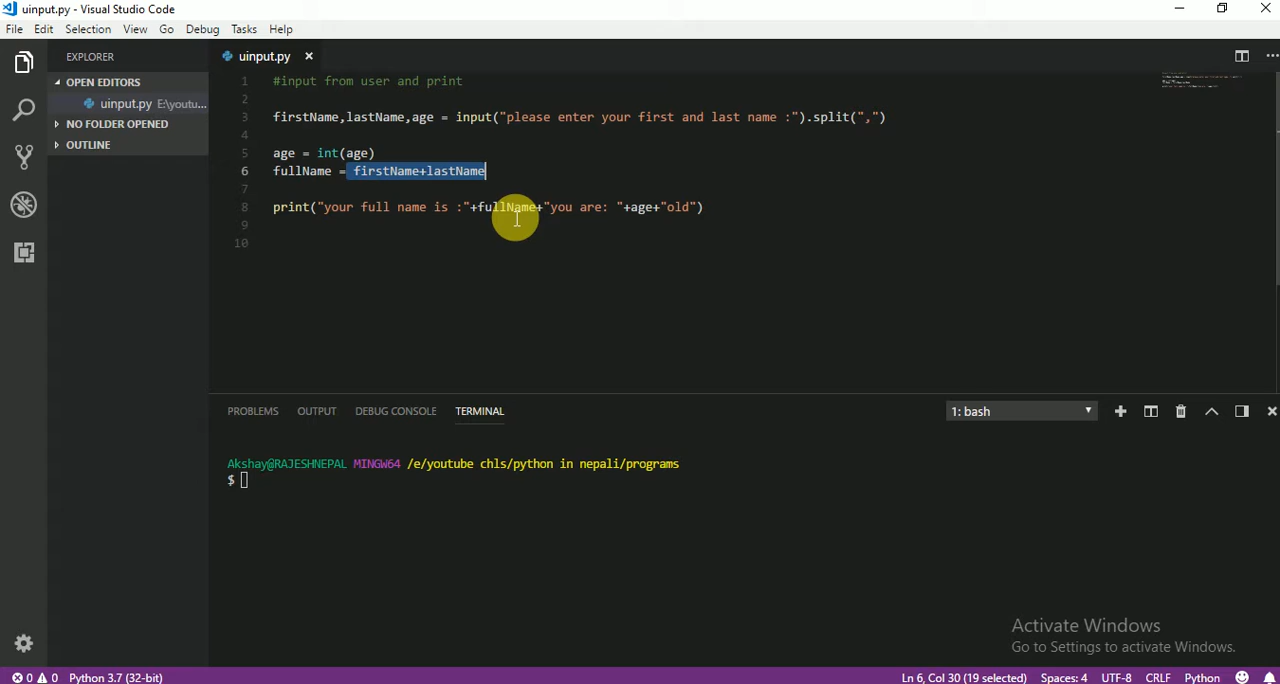 uinput.py - Visual Studio Code
File Edit Selection View Go Debug Tasks Help
EXPLORER
OPEN EDITORS
uinput.py E:\youtu...
NO FOLDER OPENED
OUTLINE
uinput.py
1 #input from user and print
2
3 firstName,lastName,age = input("please enter your first and last name :").split(",")
4
5 age = int(age)
6 fullName = firstName+lastName
7
8 print("your full name is :"+fullName+"you are: "+age+"old")
9
10
PROBLEMS OUTPUT DEBUG CONSOLE TERMINAL 1: bash
Akshay@RAJESHNEPAL MINGW64 /e/youtube chls/python in nepali/programs
$
Activate Windows
Go to Settings to activate Windows.
0 0 Python 3.7 (32-bit) Ln 6, Col 30 (19 selected) Spaces: 4 UTF-8 CRLF Python